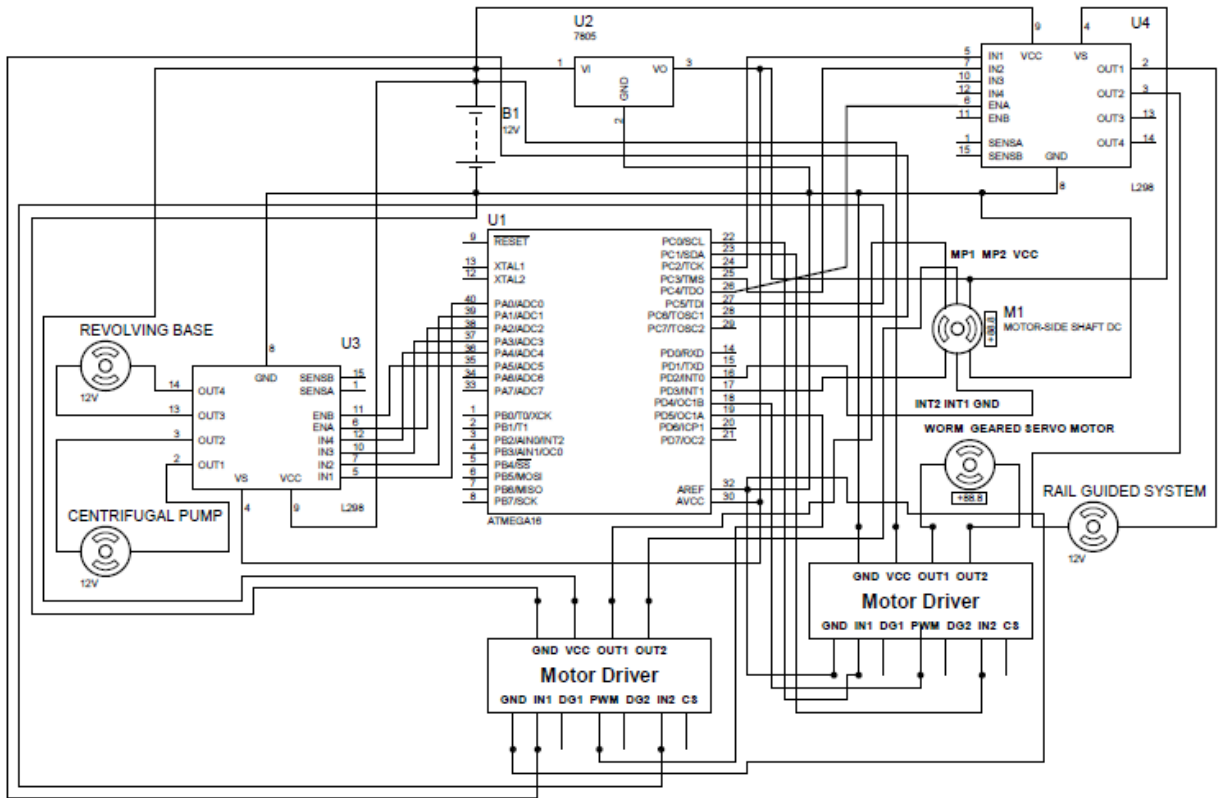 U2
7805
1 VI VO 3
GND
2
B1
12V
U4
9 4
5 IN1 VCC VS
7 IN2 OUT1 2
10 IN3 OUT2 3
12 IN4
6 ENA OUT3 13
11 ENB
1 SENSA OUT4 14
15 SENSB GND
8
L298
U1
9 RESET PC0/SCL 22
PC1/SDA 23
13 XTAL1 PC2/TCK 24
12 XTAL2 PC3/TMS 25
PC4/TDO 26
40 PA0/ADC0 PC5/TDI 27
39 PA1/ADC1 PC6/TOSC1 28
38 PA2/ADC2 PC7/TOSC2 29
37 PA3/ADC3
36 PA4/ADC4 PD0/RXD 14
35 PA5/ADC5 PD1/TXD 15
34 PA6/ADC6 PD2/INT0 16
33 PA7/ADC7 PD3/INT1 17
PD4/OC1B 18
1 PB0/T0/XCK PD5/OC1A 19
2 PB1/T1 PD6/ICP1 20
3 PB2/AIN0/INT2 PD7/OC2 21
4 PB3/AIN1/OC0
5 PB4/SS
6 PB5/MOSI
7 PB6/MISO AREF 32
8 PB7/SCK AVCC 30
ATMEGA16
REVOLVING BASE
12V
U3
8
GND SENSB 15
SENSA 1
14 OUT4
13 OUT3 ENB 11
ENA 6
3 OUT2 IN4 12
IN3 10
2 OUT1 IN2 7
VS VCC IN1 5
4 9 L298
CENTRIFUGAL PUMP
12V
MP1 MP2 VCC
M1
MOTOR-SIDE SHAFT DC
+88.8
INT2 INT1 GND
WORM GEARED SERVO MOTOR
+88.8
RAIL GUIDED SYSTEM
12V
GND VCC OUT1 OUT2
Motor Driver
GND IN1 DG1 PWM DG2 IN2 CS
GND VCC OUT1 OUT2
Motor Driver
GND IN1 DG1 PWM DG2 IN2 CS